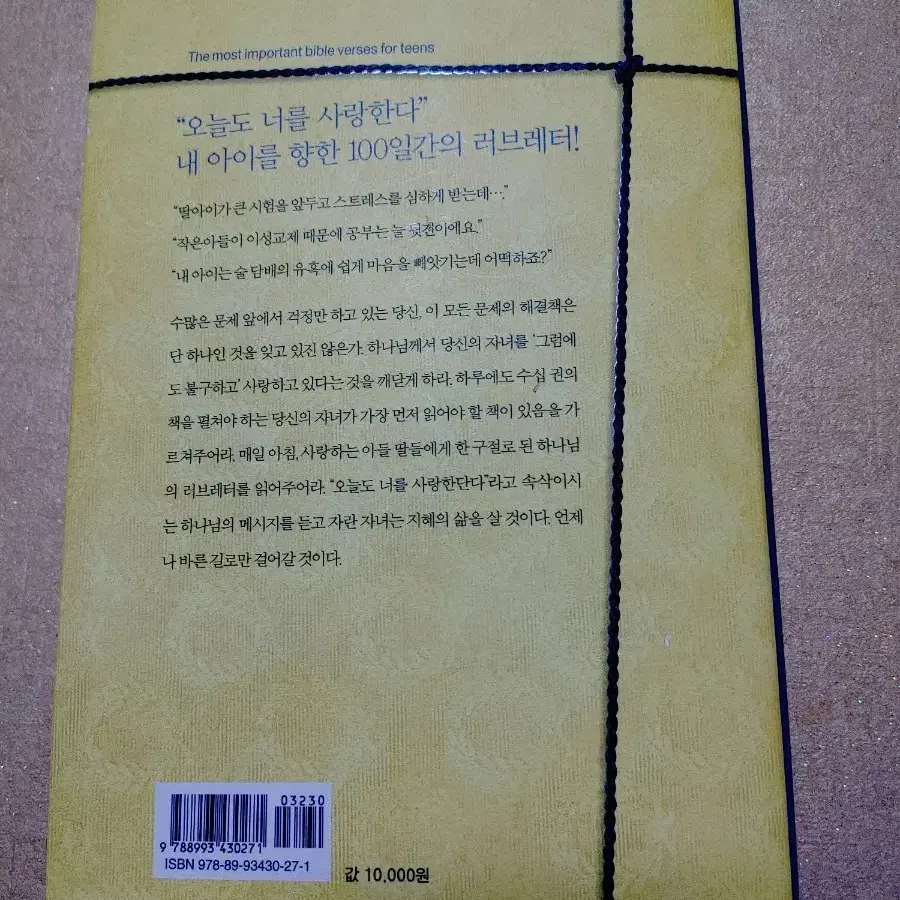 The most important bible verses for teens
“오늘도 너를 사랑한다”
내 아이를 향한 100일간의 러브레터!
“딸아이가 큰 시험을 앞두고 스트레스를 심하게 받는데….”
“작은아들이 이성교제 때문에 공부는 늘 뒷전이에요.”
“내 아이는 술 담배의 유혹에 쉽게 마음을 빼앗기는데 어떡하죠?”
수많은 문제 앞에서 걱정만 하고 있는 당신, 이 모든 문제의 해결책은
단 하나인 것을 잊고 있진 않은가. 하나님께서 당신의 자녀를 ‘그럼에
도 불구하고’ 사랑하고 있다는 것을 깨닫게 하라. 하루에도 수십 권의
책을 펼쳐야 하는 당신의 자녀가 가장 먼저 읽어야 할 책이 있음을 가
르쳐주어라. 매일 아침, 사랑하는 아들 딸들에게 한 구절로 된 하나님
의 러브레터를 읽어주어라. “오늘도 너를 사랑한단다”라고 속삭이시
는 하나님의 메시지를 듣고 자란 자녀는 지혜의 삶을 살 것이다. 언제
나 바른 길로만 걸어갈 것이다.
03230
9 788993 430271
ISBN 978-89-93430-27-1
값 10,000원